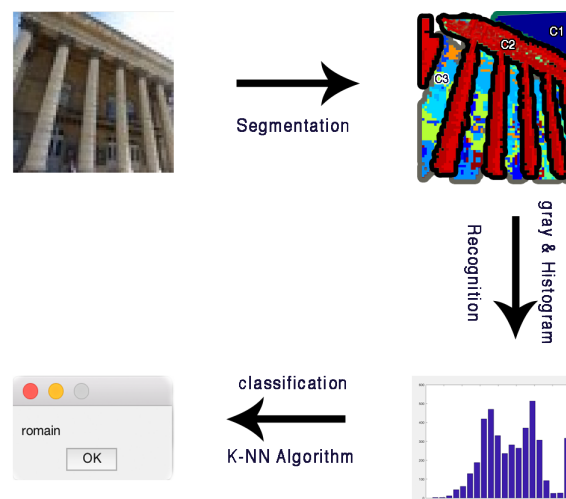 C1
C2
C3
Segmentation
gray & Histogram
Recognition
classification
K-NN Algorithm
romain
OK